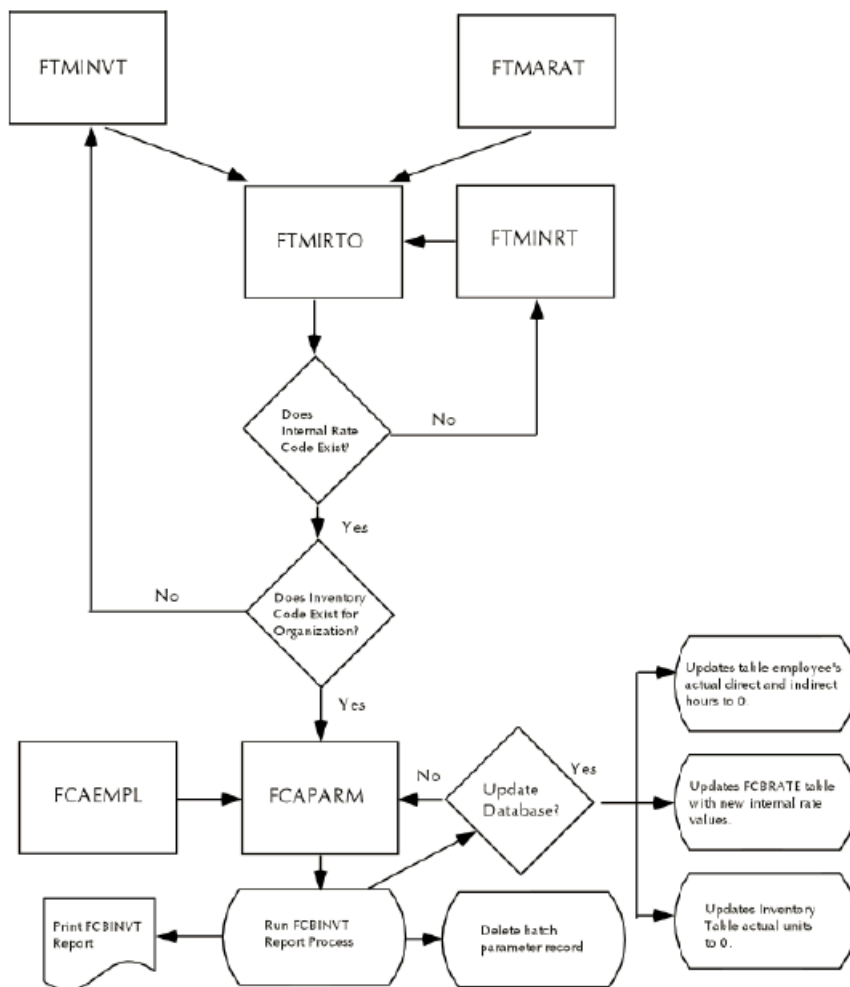 FTMINVT
FTMARAT
FTMIRTO
FTMINRT
Does
Internal Rate
Code Exist?
No
Yes
Does Inventory
Code Exist for
Organization?
No
Yes
FCAEMPL
FCAPARM
No
Update
Database?
Yes
Updates table employee's
actual direct and indirect
hours to 0.
Updates FCBRATE table
with new internal rate
values.
Updates Inventory
Table actual units
to 0.
Print FCBINVT
Report
Run FCBINVT
Report Process
Delete batch
parameter record